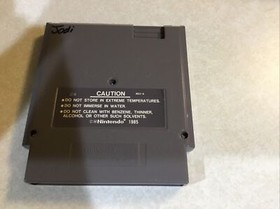 Jodi
CAUTION
●DO NOT STORE IN EXTREME TEMPERATURES.
●DO NOT IMMERSE IN WATER.
●DO NOT CLEAN WITH BENZENE, THINNER,
ALCOHOL OR OTHER SUCH SOLVENTS.
©Nintendo® 1985